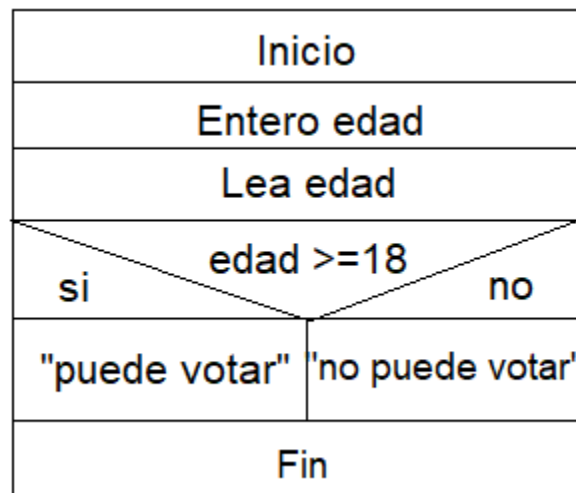 Inicio
Entero edad
Lea edad
edad >=18
si
no
"puede votar"
"no puede votar"
Fin